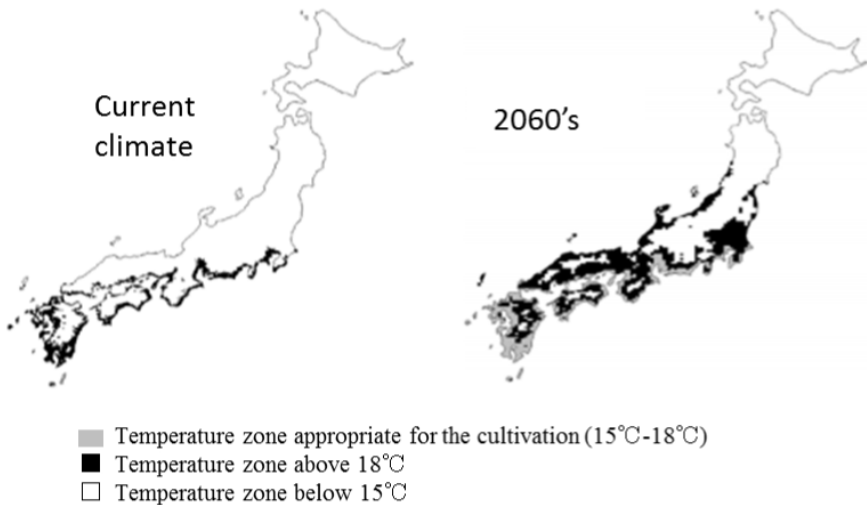 Current
climate
2060's
Temperature zone appropriate for the cultivation (15℃-18℃)
Temperature zone above 18℃
Temperature zone below 15℃